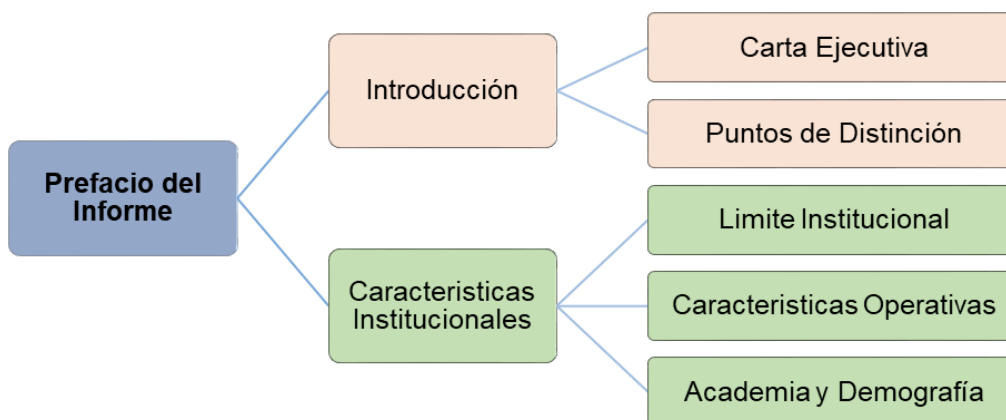 Prefacio del
Informe
Introducción
Carta Ejecutiva
Puntos de Distinción
Caracteristicas
Institucionales
Limite Institucional
Caracteristicas Operativas
Academia y Demografía